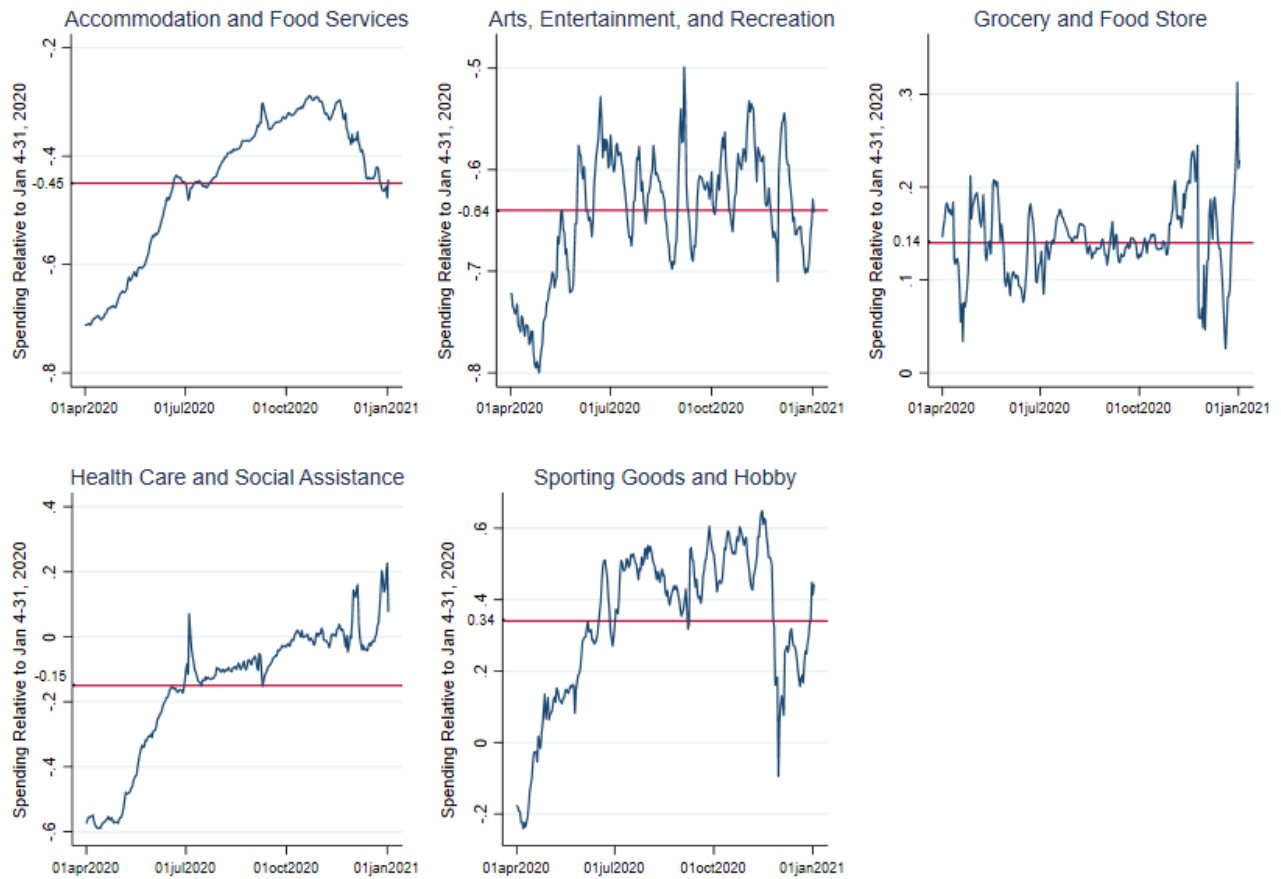 Accommodation and Food Services
Spending Relative to Jan 4-31, 2020
-.2
-.4
-0.45
-.6
-.8
01apr2020 01jul2020 01oct2020 01jan2021
Arts, Entertainment, and Recreation
Spending Relative to Jan 4-31, 2020
-.5
-.6
-0.64
-.7
-.8
01apr2020 01jul2020 01oct2020 01jan2021
Grocery and Food Store
Spending Relative to Jan 4-31, 2020
.3
.2
0.14
.1
0
01apr2020 01jul2020 01oct2020 01jan2021
Health Care and Social Assistance
Spending Relative to Jan 4-31, 2020
.4
.2
0
-0.15
-.2
-.4
-.6
01apr2020 01jul2020 01oct2020 01jan2021
Sporting Goods and Hobby
Spending Relative to Jan 4-31, 2020
.6
.4
0.34
.2
0
-.2
01apr2020 01jul2020 01oct2020 01jan2021